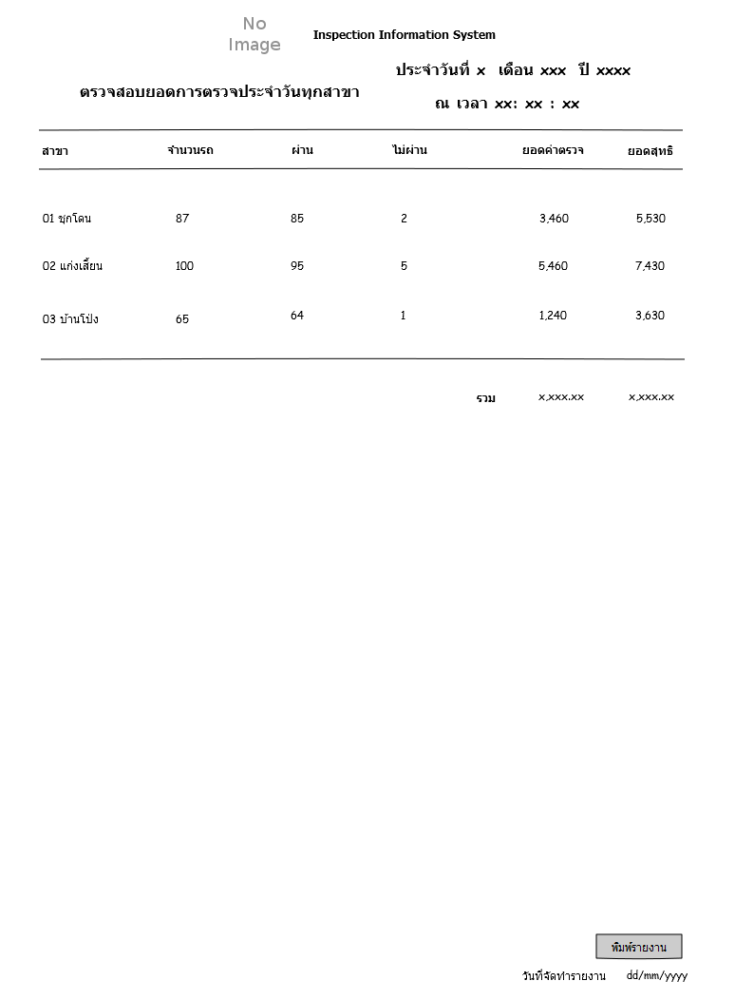 No
Image
Inspection Information System
ประจำวันที่ x เดือน xxx ปี xxxx
ตรวจสอบยอดการตรวจประจำวันทุกสาขา
ณ เวลา xx: xx : xx
สาขา จำนวนรถ ผ่าน ไม่ผ่าน ยอดค่าตรวจ ยอดสุทธิ
01 ชุกโดน 87 85 2 3,460 5,530
02 แก่งเสี้ยน 100 95 5 5,460 7,430
03 บ้านโป่ง 65 64 1 1,240 3,630
รวม x,xxx.xx x,xxx.xx
พิมพ์รายงาน
วันที่จัดทำรายงาน dd/mm/yyyy